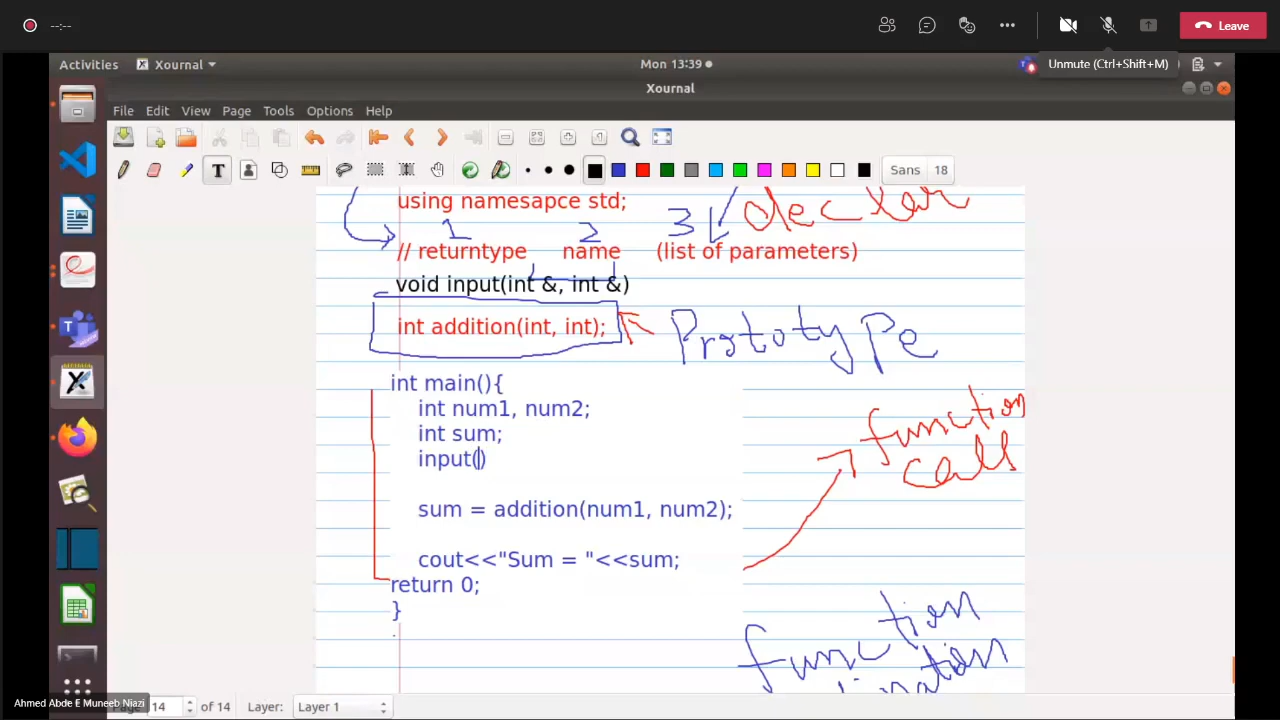 --:--
Leave
Activities
Xournal
Mon 13:39
Unmute (Ctrl+Shift+M)
Xournal
File Edit View Page Tools Options Help
Sans 18
using namesapce std;
declar
1 2 3
// returntype name (list of parameters)
void input(int &, int &)
int addition(int, int);
Prototype
int main(){
int num1, num2;
int sum;
input()
function
call
sum = addition(num1, num2);
cout<<"Sum = "<<sum;
return 0;
}
function
Ahmed Abde E Muneeb Niazi
14 of 14
Layer: Layer 1